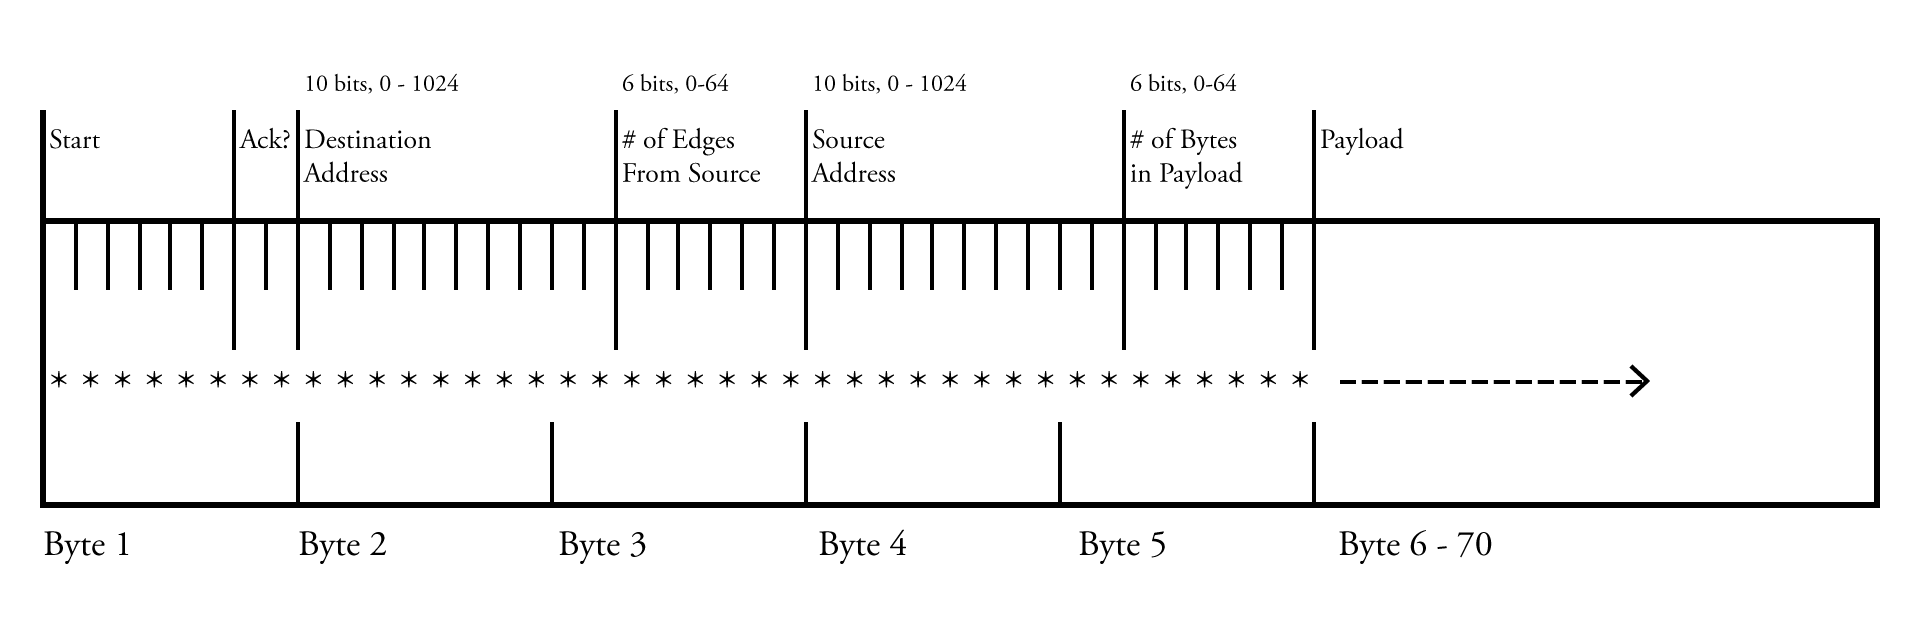 10 bits, 0 - 1024
6 bits, 0-64
10 bits, 0 - 1024
6 bits, 0-64
Start
Ack?
Destination
Address
# of Edges
From Source
Source
Address
# of Bytes
in Payload
Payload
* * * * * * * * * * * * * * * * * * * * * * * * * * * * * * * * * * * * * * * *
Byte 1
Byte 2
Byte 3
Byte 4
Byte 5
Byte 6 - 70